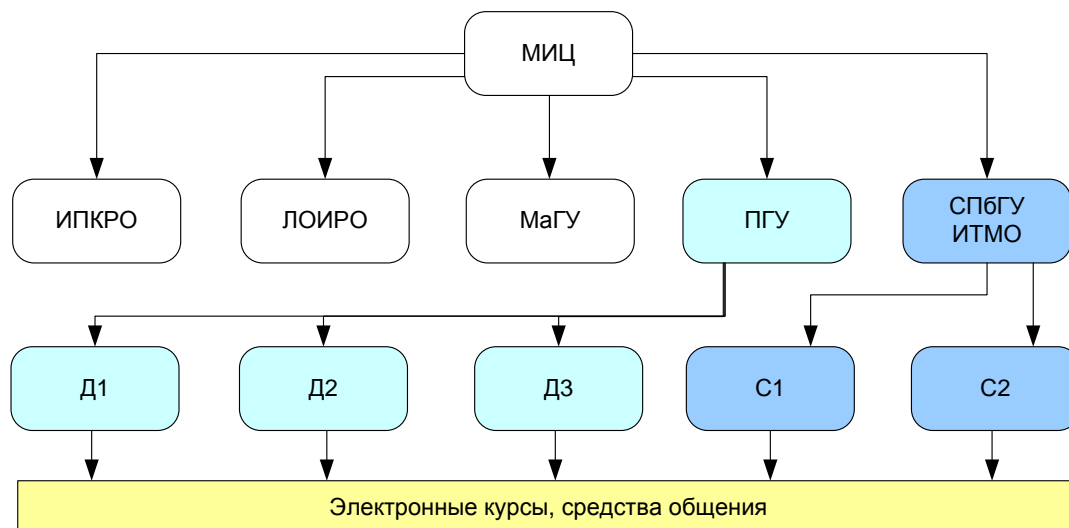 МИЦ
ИПКРО
ЛОИРО
МаГУ
ПГУ
СПбГУ
ИТМО
Д1
Д2
Д3
С1
С2
Электронные курсы, средства общения